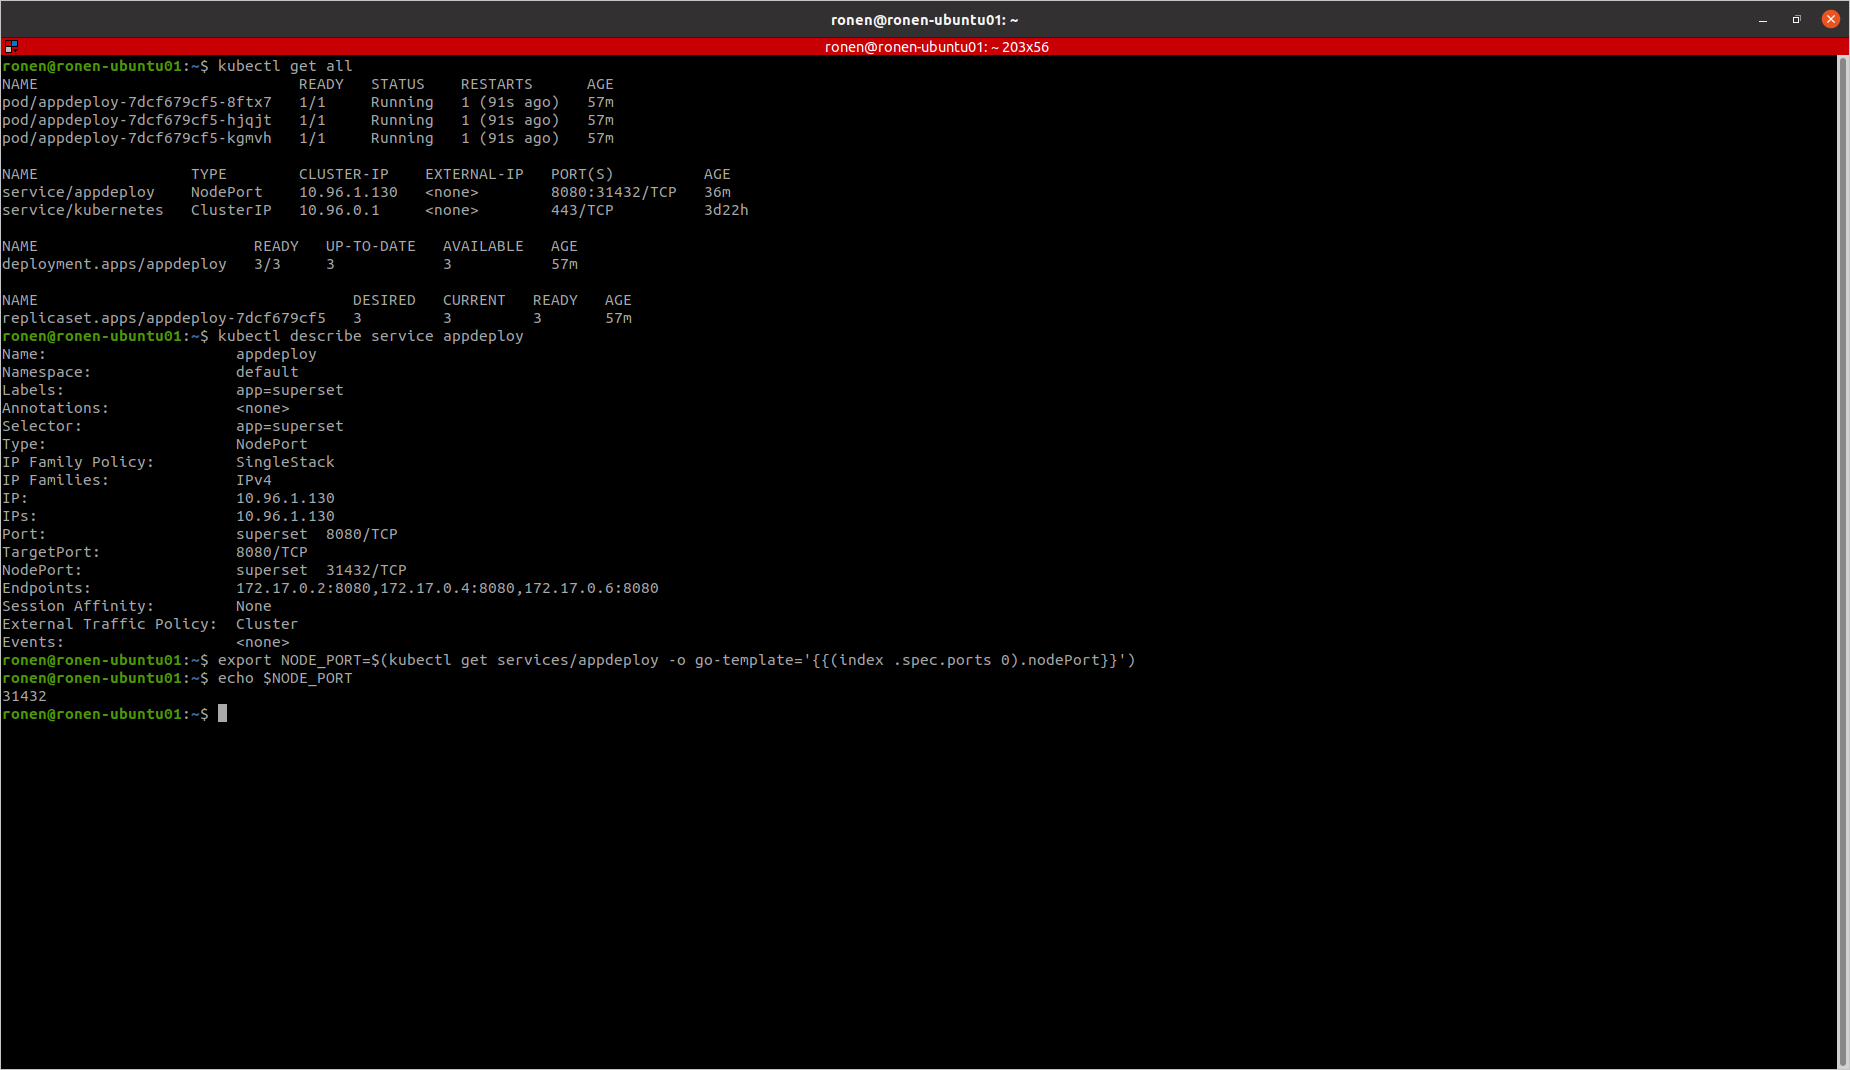 ronen@ronen-ubuntu01: ~
ronen@ronen-ubuntu01: ~ 203x56
ronen@ronen-ubuntu01:~$ kubectl get all
NAME                             READY   STATUS    RESTARTS      AGE
pod/appdeploy-7dcf679cf5-8ftx7   1/1     Running   1 (91s ago)   57m
pod/appdeploy-7dcf679cf5-hjqjt   1/1     Running   1 (91s ago)   57m
pod/appdeploy-7dcf679cf5-kgmvh   1/1     Running   1 (91s ago)   57m
NAME                 TYPE        CLUSTER-IP    EXTERNAL-IP   PORT(S)          AGE
service/appdeploy    NodePort    10.96.1.130   <none>        8080:31432/TCP   36m
service/kubernetes   ClusterIP   10.96.0.1     <none>        443/TCP          3d22h
NAME                        READY   UP-TO-DATE   AVAILABLE   AGE
deployment.apps/appdeploy   3/3     3            3           57m
NAME                                   DESIRED   CURRENT   READY   AGE
replicaset.apps/appdeploy-7dcf679cf5   3         3         3       57m
ronen@ronen-ubuntu01:~$ kubectl describe service appdeploy
Name:                     appdeploy
Namespace:                default
Labels:                   app=superset
Annotations:              <none>
Selector:                 app=superset
Type:                     NodePort
IP Family Policy:         SingleStack
IP Families:              IPv4
IP:                       10.96.1.130
IPs:                      10.96.1.130
Port:                     superset  8080/TCP
TargetPort:               8080/TCP
NodePort:                 superset  31432/TCP
Endpoints:                172.17.0.2:8080,172.17.0.4:8080,172.17.0.6:8080
Session Affinity:         None
External Traffic Policy:  Cluster
Events:                   <none>
ronen@ronen-ubuntu01:~$ export NODE_PORT=$(kubectl get services/appdeploy -o go-template='{{(index .spec.ports 0).nodePort}}')
ronen@ronen-ubuntu01:~$ echo $NODE_PORT
31432
ronen@ronen-ubuntu01:~$